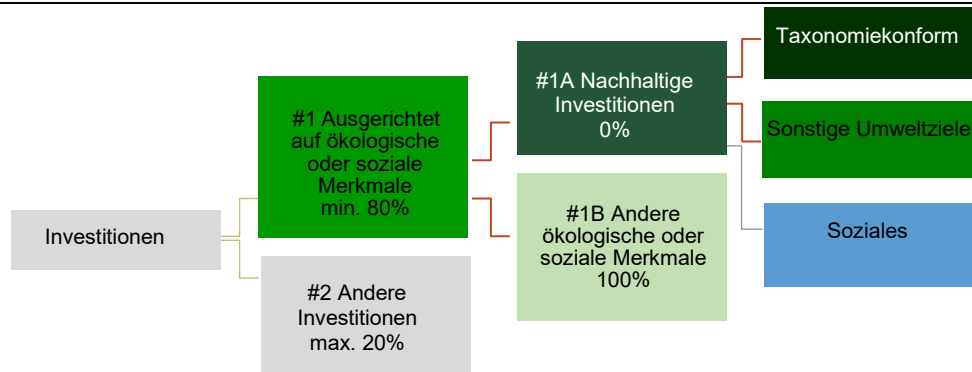 Investitionen
#1 Ausgerichtet
auf ökologische
oder soziale
Merkmale
min. 80%
#2 Andere
Investitionen
max. 20%
#1A Nachhaltige
Investitionen
0%
#1B Andere
ökologische oder
soziale Merkmale
100%
Taxonomiekonform
Sonstige Umweltziele
Soziales